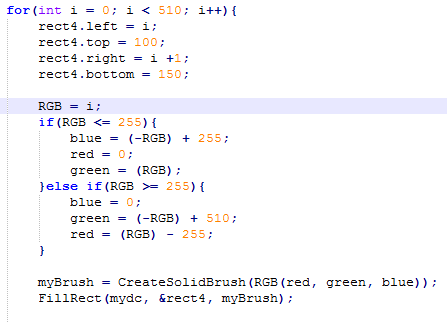 for(int i = 0; i < 510; i++){
rect4.left = i;
rect4.top = 100;
rect4.right = i +1;
rect4.bottom = 150;
RGB = i;
if(RGB <= 255){
blue = (-RGB) + 255;
red = 0;
green = (RGB);
}else if(RGB >= 255){
blue = 0;
green = (-RGB) + 510;
red = (RGB) - 255;
}
myBrush = CreateSolidBrush(RGB(red, green, blue));
FillRect(mydc, &rect4, myBrush);